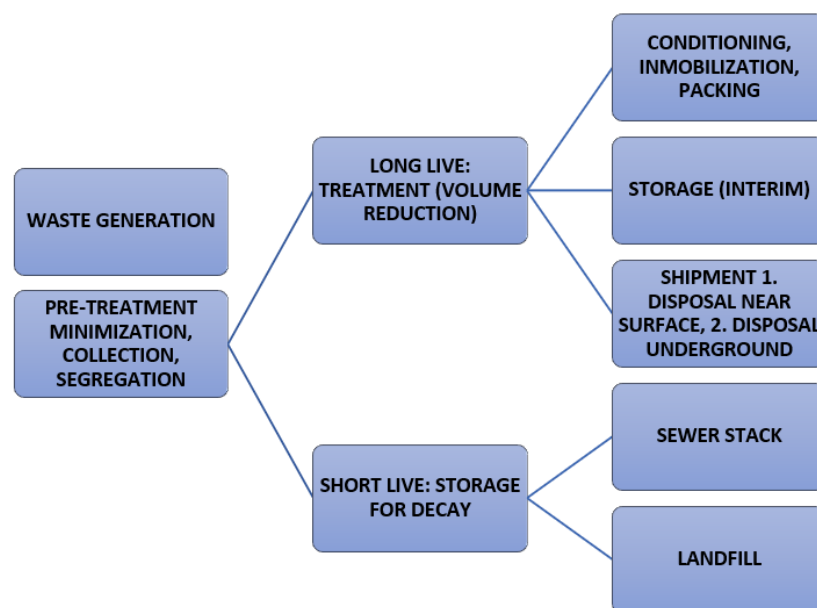 WASTE GENERATION
PRE-TREATMENT
MINIMIZATION,
COLLECTION,
SEGREGATION
LONG LIVE:
TREATMENT (VOLUME
REDUCTION)
SHORT LIVE: STORAGE
FOR DECAY
CONDITIONING,
INMOBILIZATION,
PACKING
STORAGE (INTERIM)
SHIPMENT 1.
DISPOSAL NEAR
SURFACE, 2. DISPOSAL
UNDERGROUND
SEWER STACK
LANDFILL